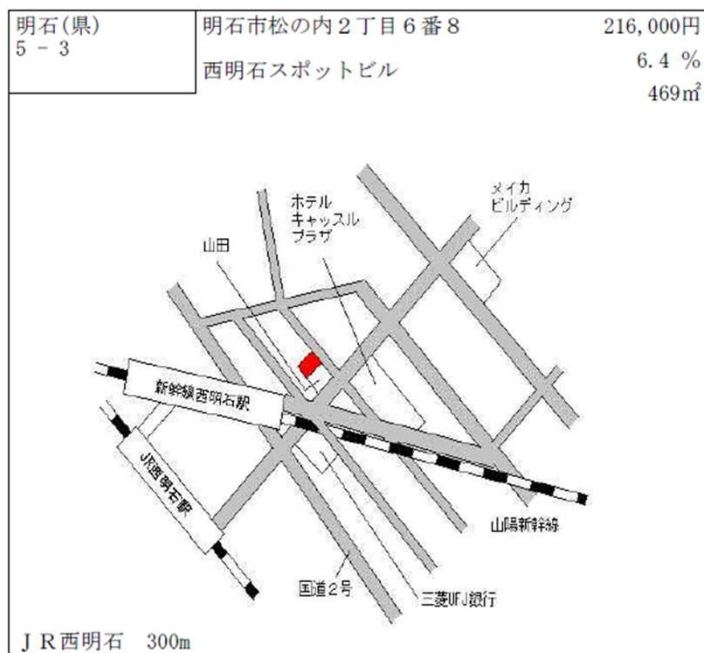 明石(県)
5 - 3
明石市松の内２丁目６番８
216,000円
西明石スポットビル
6.4 %
469㎡
メイカ
ビルディング
ホテル
キャッスル
プラザ
山田
新幹線西明石駅
JR西明石駅
山陽新幹線
国道２号
三菱UFJ銀行
ＪＲ西明石 300m